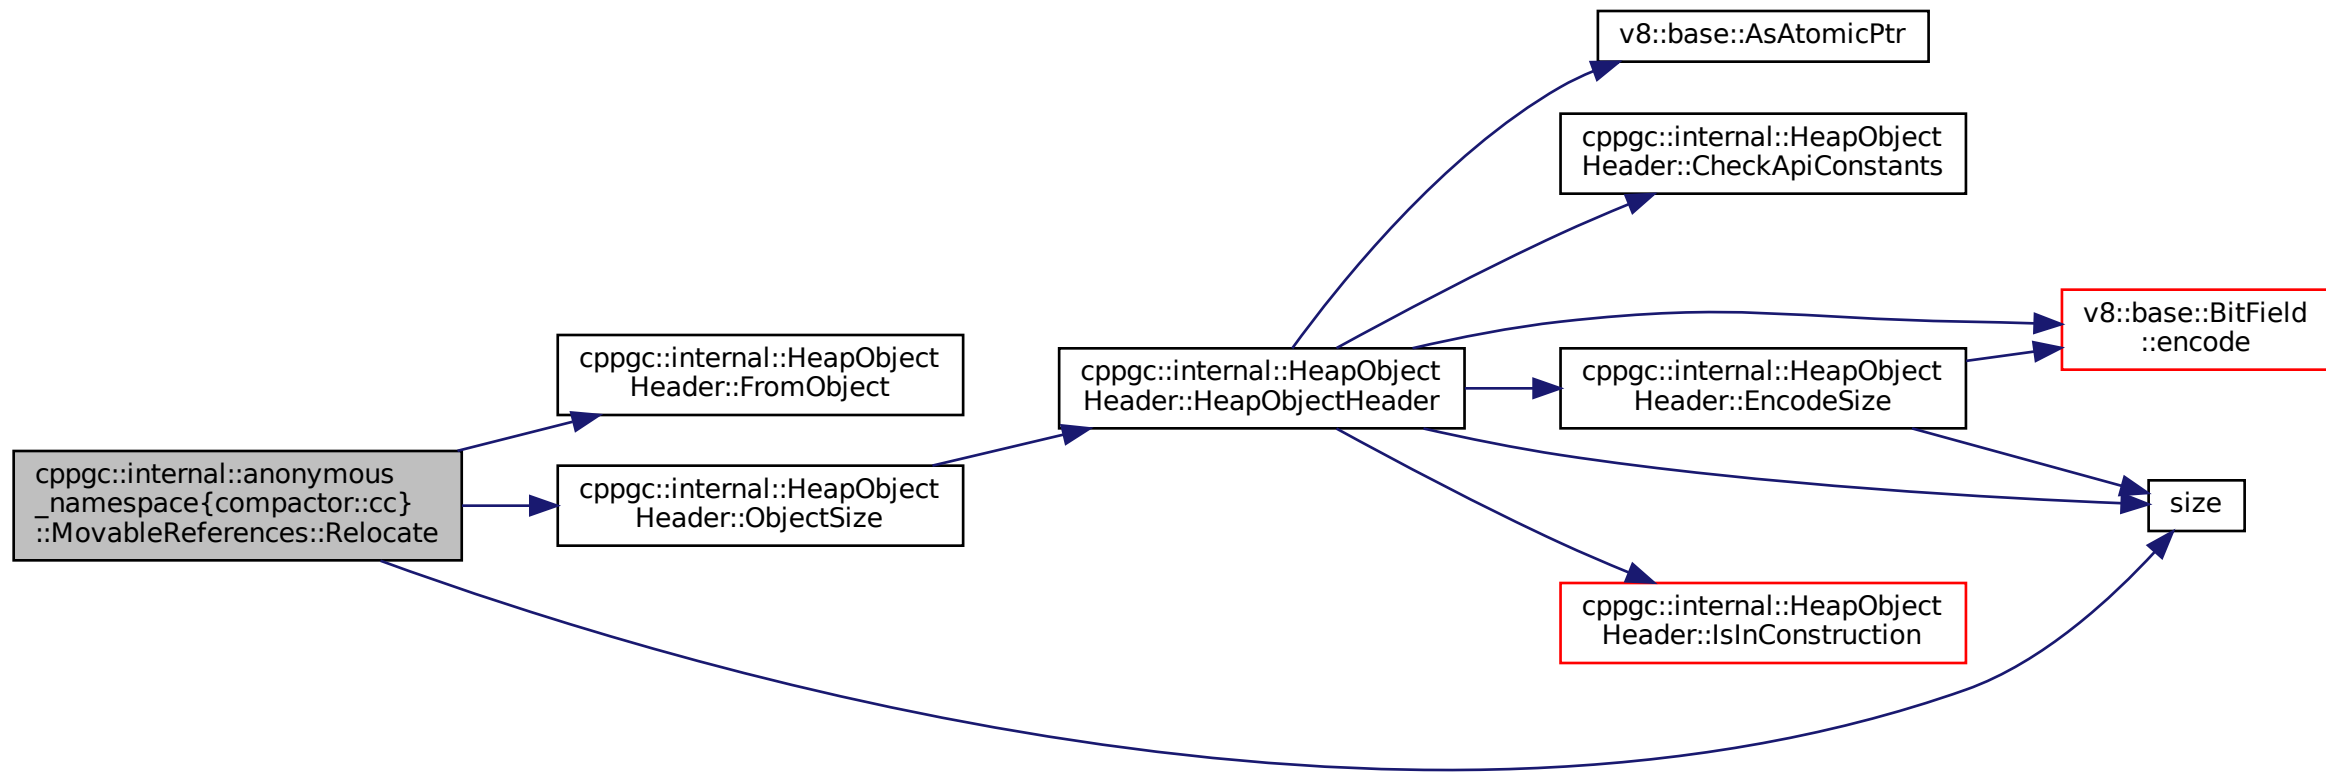 cppgc::internal::anonymous
_namespace{compactor::cc}
::MovableReferences::Relocate
cppgc::internal::HeapObject
Header::FromObject
cppgc::internal::HeapObject
Header::ObjectSize
cppgc::internal::HeapObject
Header::HeapObjectHeader
v8::base::AsAtomicPtr
cppgc::internal::HeapObject
Header::CheckApiConstants
cppgc::internal::HeapObject
Header::EncodeSize
cppgc::internal::HeapObject
Header::IsInConstruction
v8::base::BitField
::encode
size